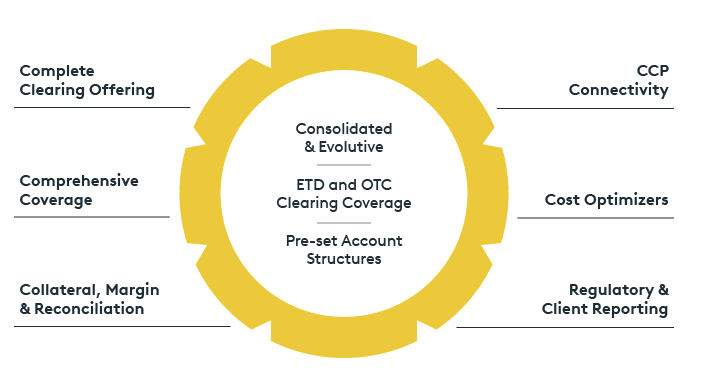 Complete
Clearing Offering
Comprehensive
Coverage
Collateral, Margin
& Reconciliation
Consolidated
& Evolutive
ETD and OTC
Clearing Coverage
Pre-set Account
Structures
CCP
Connectivity
Cost Optimizers
Regulatory &
Client Reporting